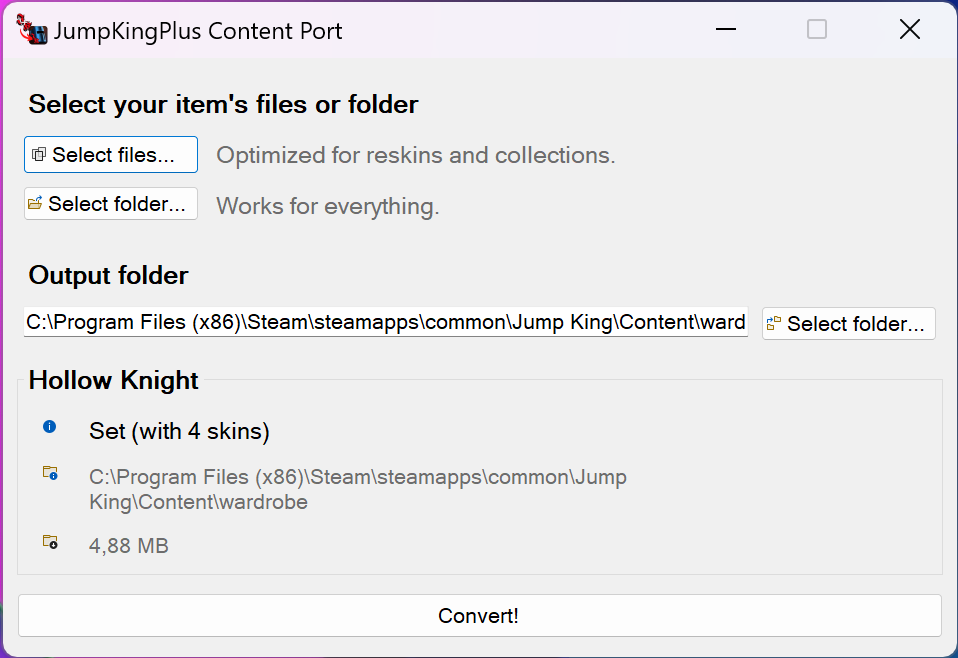 JumpKingPlus Content Port
Select your item's files or folder
Select files...
Optimized for reskins and collections.
Select folder...
Works for everything.
Output folder
C:\Program Files (x86)\Steam\steamapps\common\Jump King\Content\ward
Select folder...
Hollow Knight
Set (with 4 skins)
C:\Program Files (x86)\Steam\steamapps\common\Jump
King\Content\wardrobe
4,88 MB
Convert!